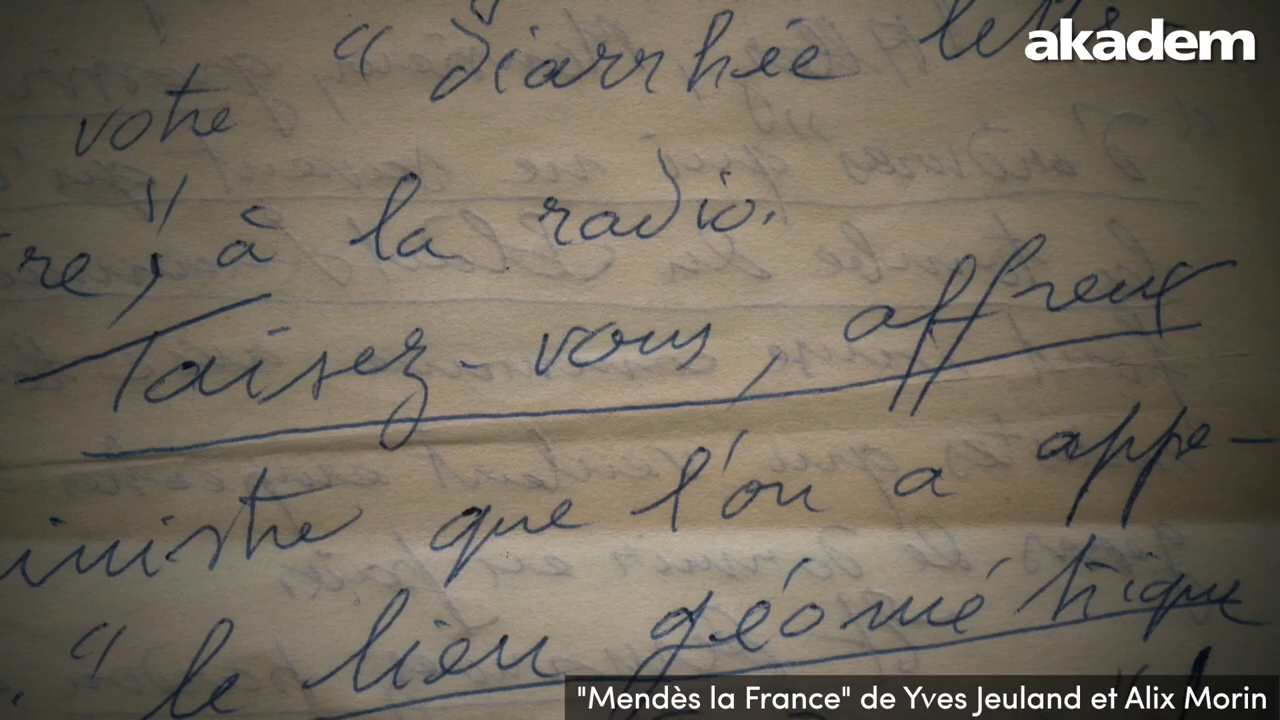 akadem
votre "diarrhée
re", à la radio.
Taisez-vous, affreux
inistre que l'on a appe-
" le lieu géométrique
"Mendès la France" de Yves Jeuland et Alix Morin